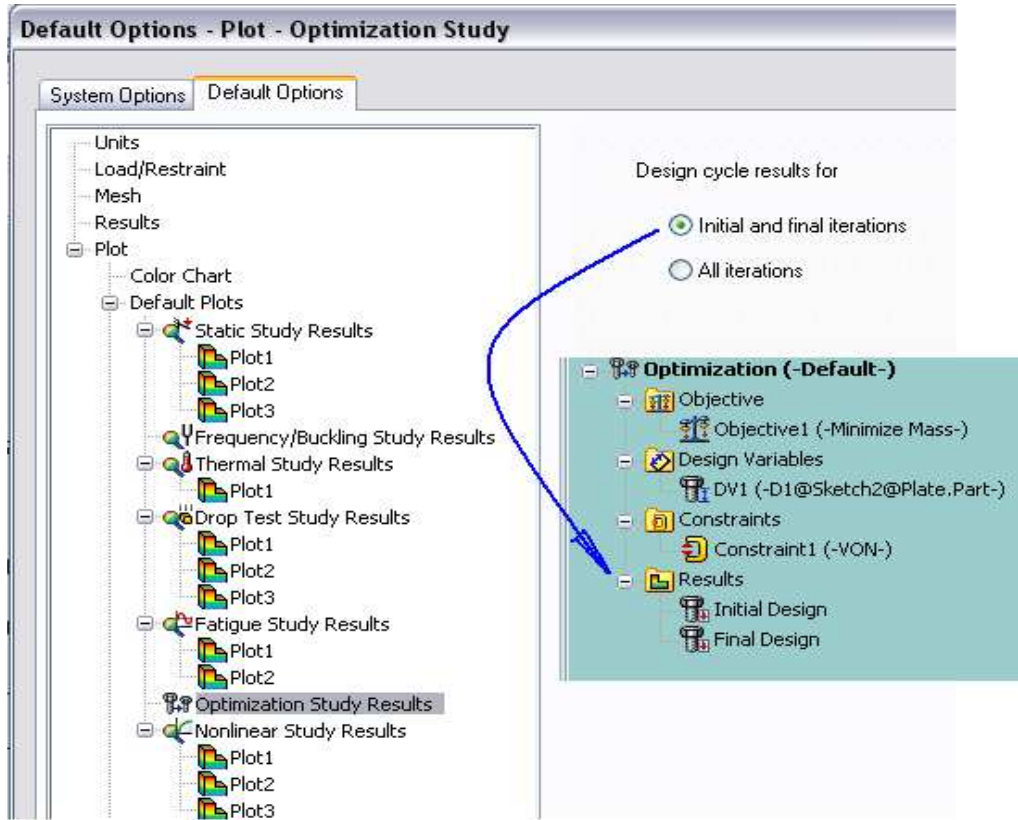 Default Options - Plot - Optimization Study
System Options
Default Options
Units
Load/Restraint
Mesh
Results
Plot
Color Chart
Default Plots
Static Study Results
Plot1
Plot2
Plot3
Frequency/Buckling Study Results
Thermal Study Results
Plot1
Drop Test Study Results
Plot1
Plot2
Plot3
Fatigue Study Results
Plot1
Plot2
Optimization Study Results
Nonlinear Study Results
Plot1
Plot2
Plot3
Design cycle results for
Initial and final iterations
All iterations
Optimization (-Default-)
Objective
Objective1 (-Minimize Mass-)
Design Variables
DV1 (-D1@Sketch2@Plate.Part-)
Constraints
Constraint1 (-VON-)
Results
Initial Design
Final Design